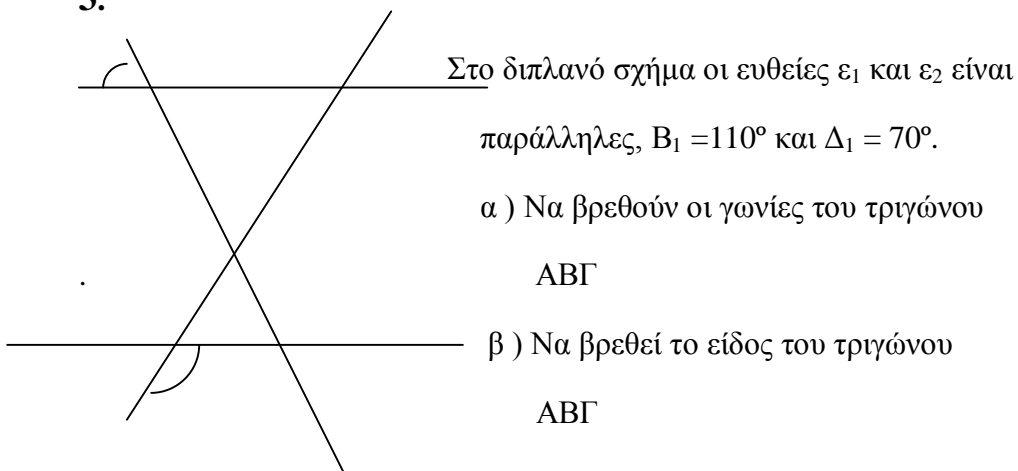 Στο διπλανό σχήμα οι ευθείες ε₁ και ε₂ είναι
παράλληλες, Β₁ =110º και Δ₁ = 70º.
α ) Να βρεθούν οι γωνίες του τριγώνου
ΑΒΓ
.
β ) Να βρεθεί το είδος του τριγώνου
ΑΒΓ